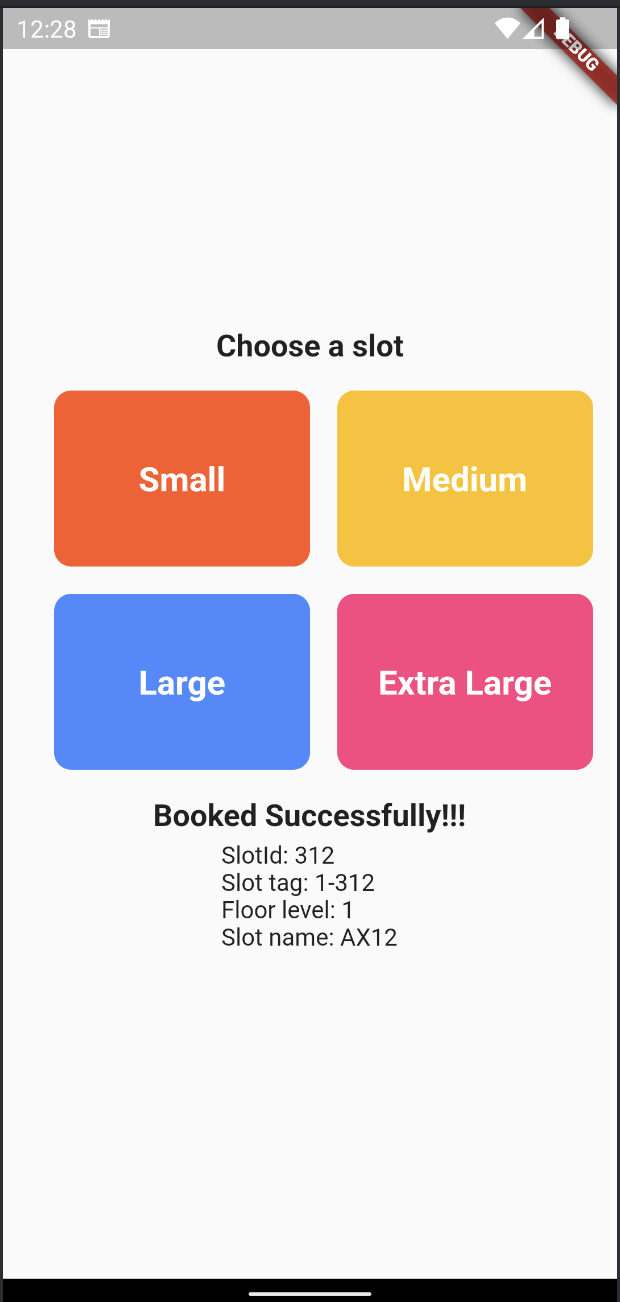 12:28
EBUG
Choose a slot
Small
Medium
Large
Extra Large
Booked Successfully!!!
SlotId: 312
Slot tag: 1-312
Floor level: 1
Slot name: AX12